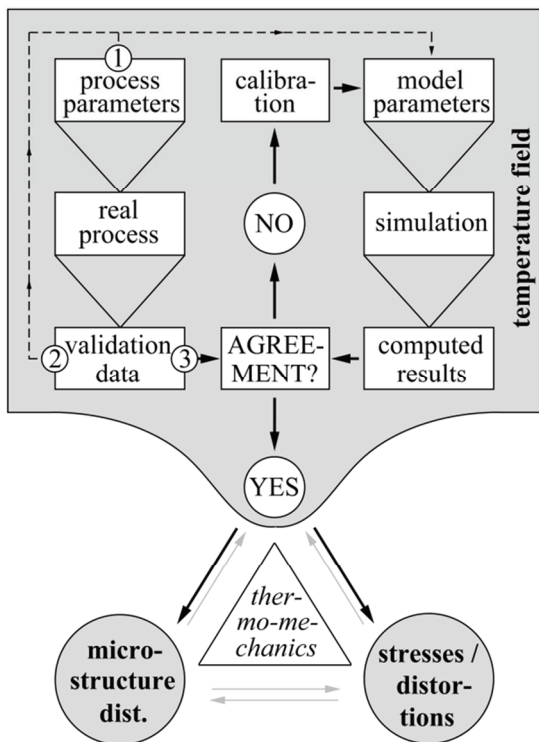 1
process
parameters
calibra-
tion
model
parameters
real
process
NO
simulation
temperature field
2
validation
data
3
AGREE-
MENT?
computed
results
YES
ther-
mo-me-
chanics
micro-
structure
dist.
stresses /
distor-
tions